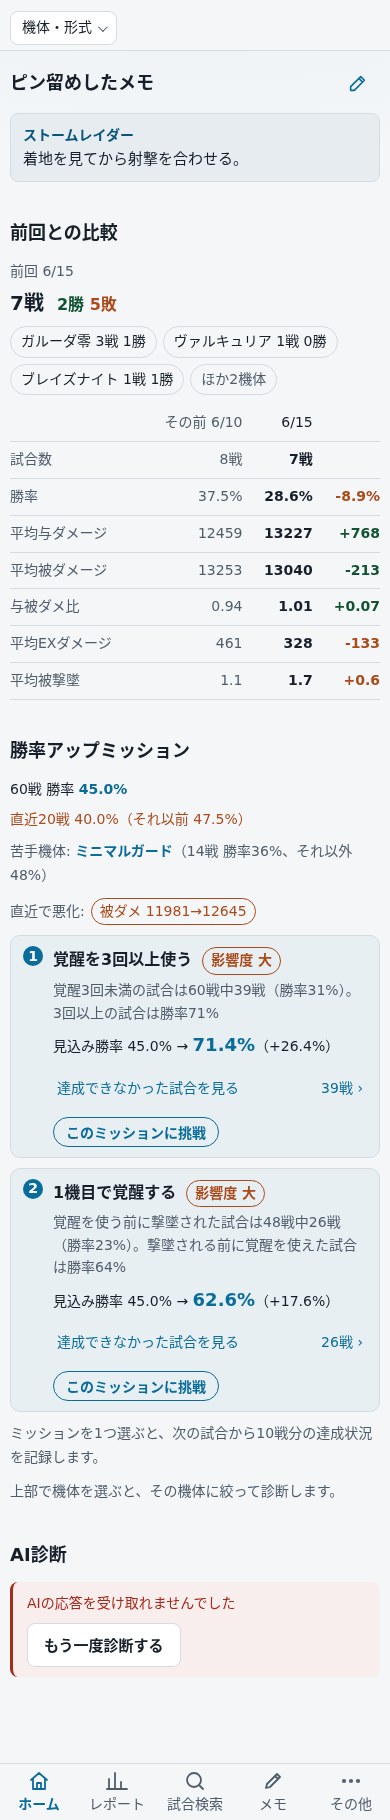 機体・形式
ピン留めしたメモ
ストームレイダー
着地を見てから射撃を合わせる。
前回との比較
前回 6/15
7戦 2勝 5敗
ガルーダ零 3戦 1勝 ヴァルキュリア 1戦 0勝
ブレイズナイト 1戦 1勝 ほか2機体
その前 6/10 6/15
試合数 8戦 7戦
勝率 37.5% 28.6% -8.9%
平均与ダメージ 12459 13227 +768
平均被ダメージ 13253 13040 -213
与被ダメ比 0.94 1.01 +0.07
平均EXダメージ 461 328 -133
平均被撃墜 1.1 1.7 +0.6
勝率アップミッション
60戦 勝率 45.0%
直近20戦 40.0%（それ以前 47.5%）
苦手機体: ミニマルガード（14戦 勝率36%、それ以外
48%）
直近で悪化: 被ダメ 11981→12645
1 覚醒を3回以上使う 影響度 大
覚醒3回未満の試合は60戦中39戦（勝率31%）。
3回以上の試合は勝率71%
見込み勝率 45.0% → 71.4%（+26.4%）
達成できなかった試合を見る 39戦 ›
このミッションに挑戦
2 1機目で覚醒する 影響度 大
覚醒を使う前に撃墜された試合は48戦中26戦
（勝率23%）。撃墜される前に覚醒を使えた試合
は勝率64%
見込み勝率 45.0% → 62.6%（+17.6%）
達成できなかった試合を見る 26戦 ›
このミッションに挑戦
ミッションを1つ選ぶと、次の試合から10戦分の達成状況
を記録します。
上部で機体を選ぶと、その機体に絞って診断します。
AI診断
AIの応答を受け取れませんでした
もう一度診断する
ホーム レポート 試合検索 メモ その他